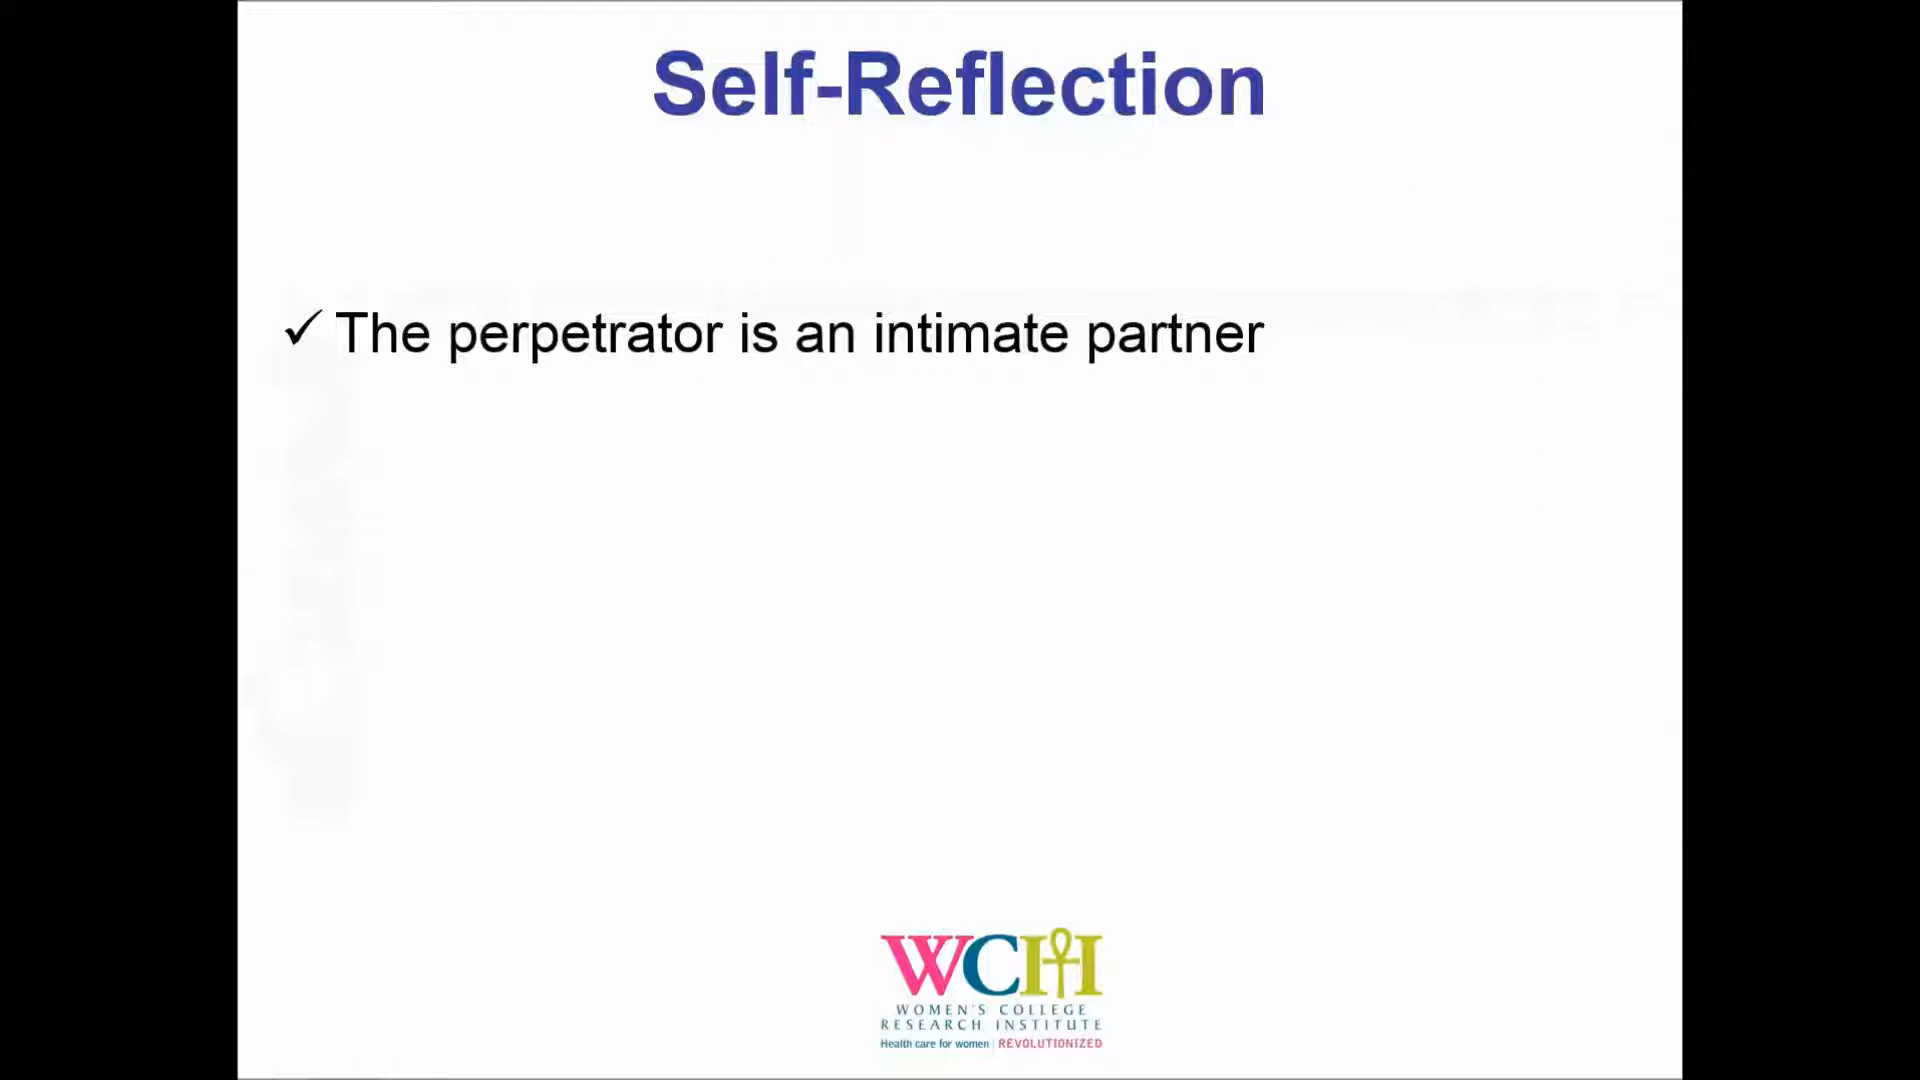 Self-Reflection
✓ The perpetrator is an intimate partner
WCH
WOMEN'S COLLEGE
RESEARCH INSTITUTE
Health care for women | REVOLUTIONIZED